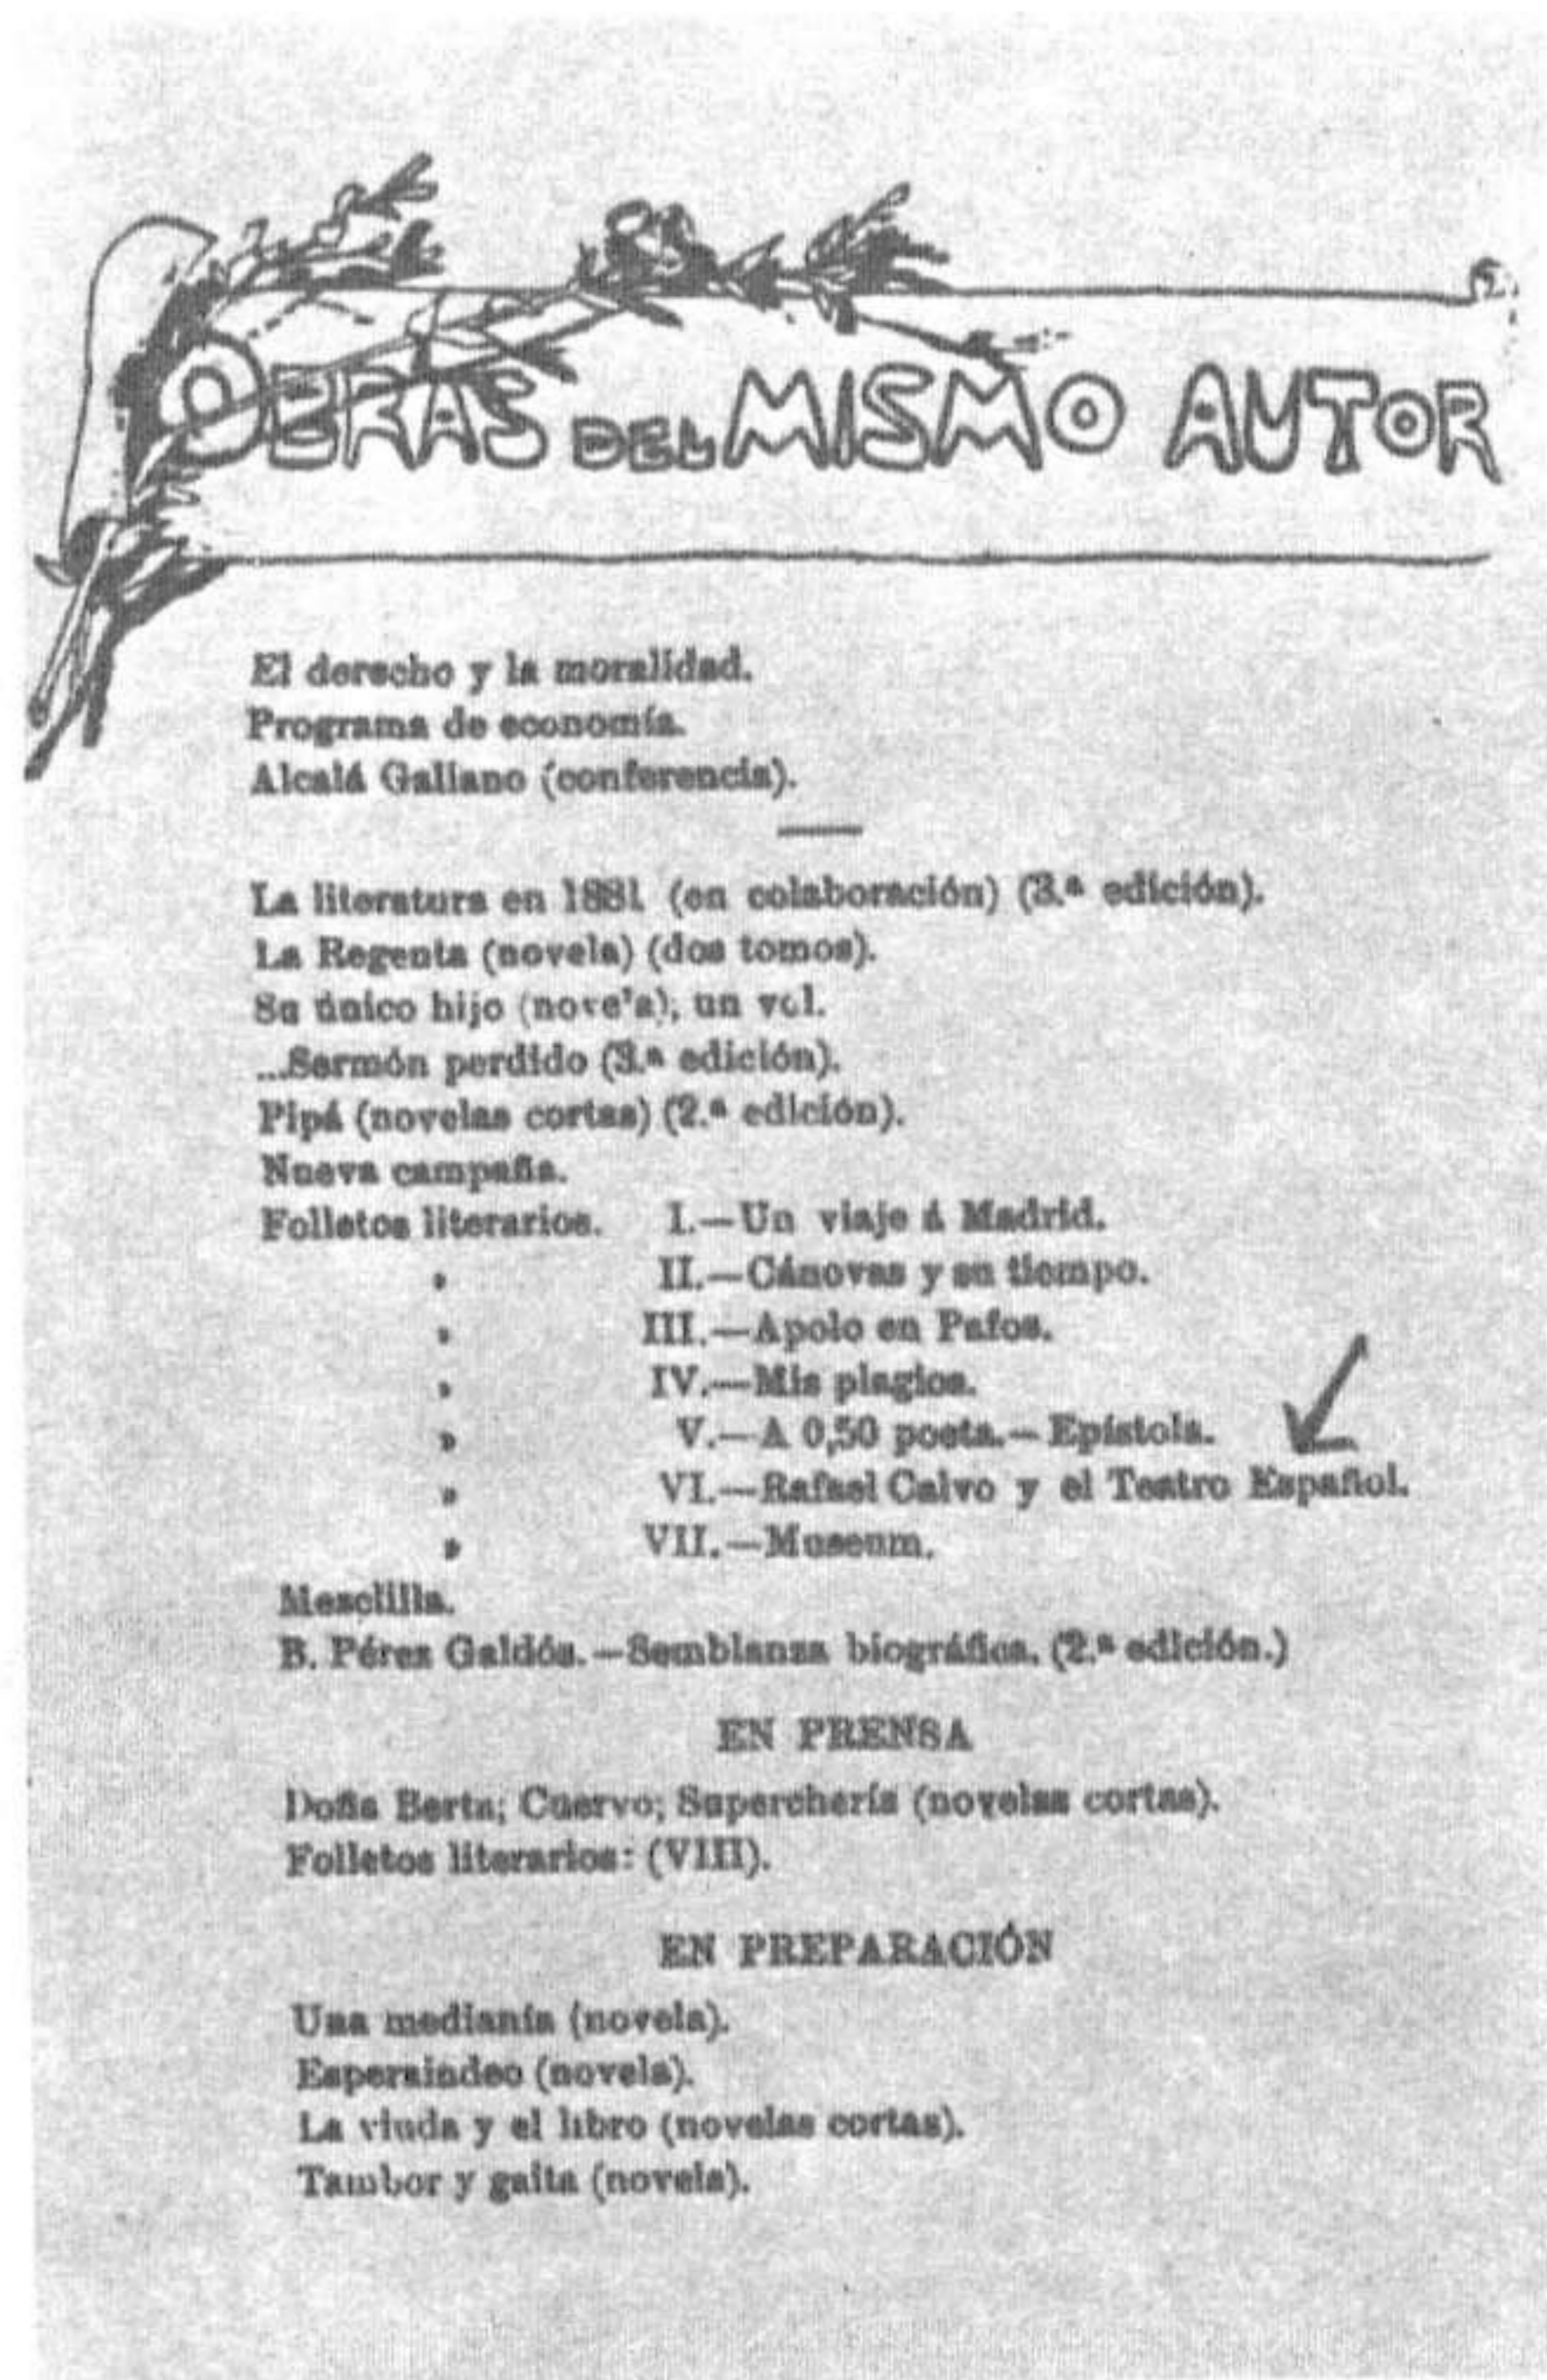 OBRAS DEL MISMO AUTOR
El derecho y la moralidad.
Programa de economía.
Alcalá Galiano (conferencia).
La literatura en 1881 (en colaboración) (3.ª edición).
La Regenta (novela) (dos tomos).
Su único hijo (nove'a); un vol.
...Sermón perdido (3.ª edición).
Pipá (novelas cortas) (2.ª edición).
Nueva campaña.
Folletos literarios. I.—Un viaje á Madrid.
» II.—Cánovas y su tiempo.
» III.—Apolo en Pafos.
» IV.—Mis plagios.
» V.—A 0,50 poeta.—Epístola.
» VI.—Rafael Calvo y el Teatro Español.
» VII.—Museum.
Mesclilla.
B. Pérez Galdós.—Semblanza biográfica. (2.ª edición.)
EN PRENSA
Doña Berta; Cuervo; Superchería (novelas cortas).
Folletos literarios: (VIII).
EN PREPARACIÓN
Una medianía (novela).
Esperaindeo (novela).
La viuda y el libro (novelas cortas).
Tambor y gaita (novela).